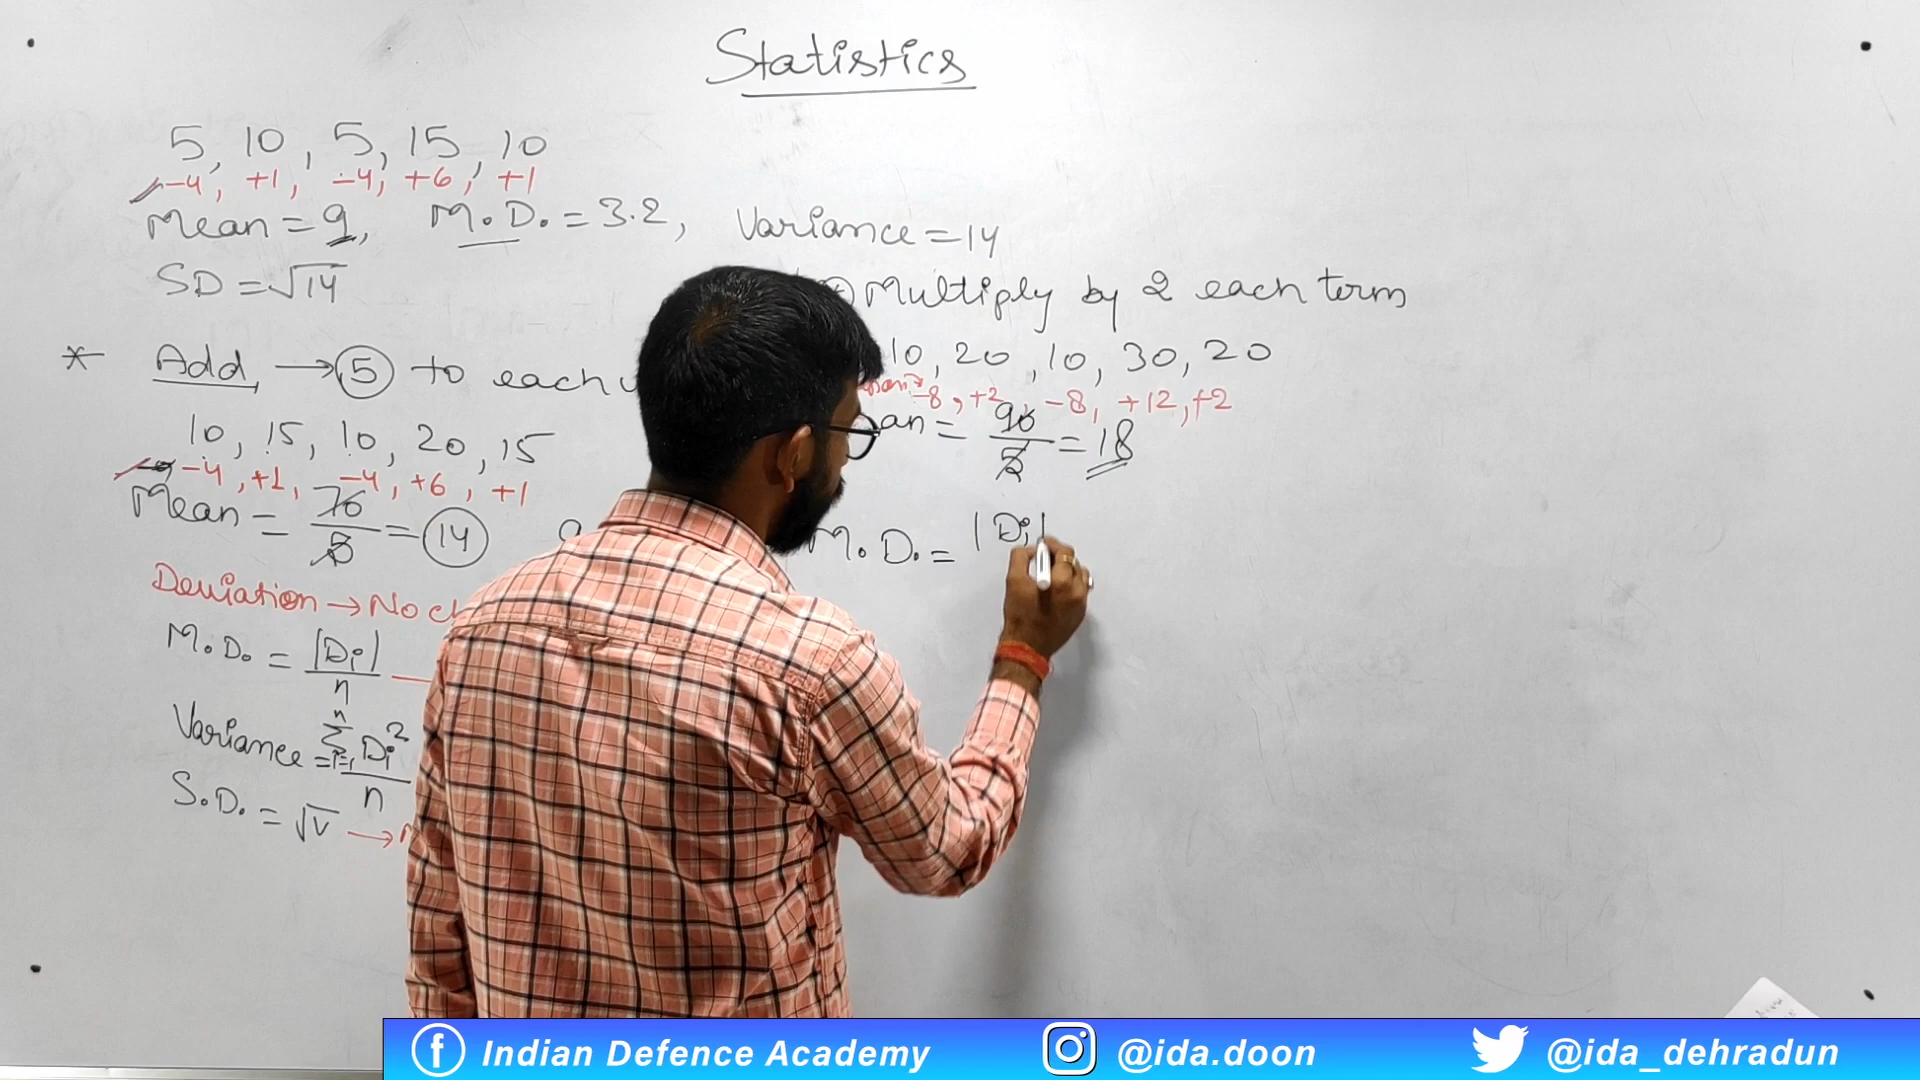 Statistics
5, 10, 5, 15, 10
-4, +1, -4, +6, +1
Mean = 9, M.D. = 3.2, Variance = 14
SD = √14
* Add → 5 to each
10, 15, 10, 20, 15
-4, +1, -4, +6, +1
Mean = 70/5 = 14
Deviation → No
M.D. = |Di|/n
Variance = n Σ i=1 Di²/n
S.D. = √V →
Multiply by 2 each term
10, 20, 10, 30, 20
-8, +2, -8, +12, +2
= 90/5 = 18
M.D. = |Di|
Indian Defence Academy @ida.doon @ida_dehradun